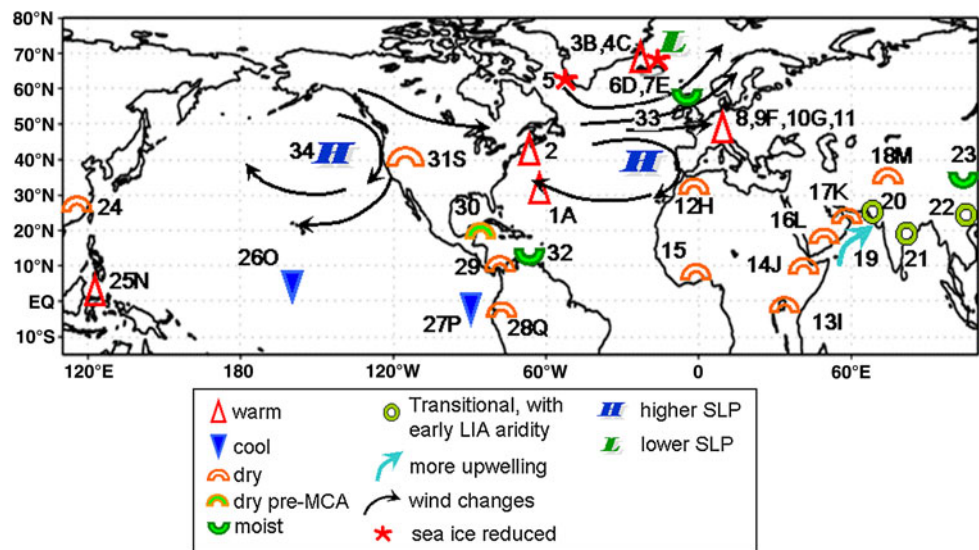 80°N
70°N
60°N
50°N
40°N
30°N
20°N
10°N
EQ
10°S
120°E
180
120°W
60°W
0
60°E
3B,4C
L
5
6D,7E
33
8,9F,10G,11
34
H
31S
2
H
18M
23
24
1A
12H
17K
20
30
16L
22
26O
32
15
14J
19
21
25N
29
27P
28Q
13I
warm
cool
dry
dry pre-MCA
moist
Transitional, with
early LIA aridity
more upwelling
wind changes
sea ice reduced
H higher SLP
L lower SLP